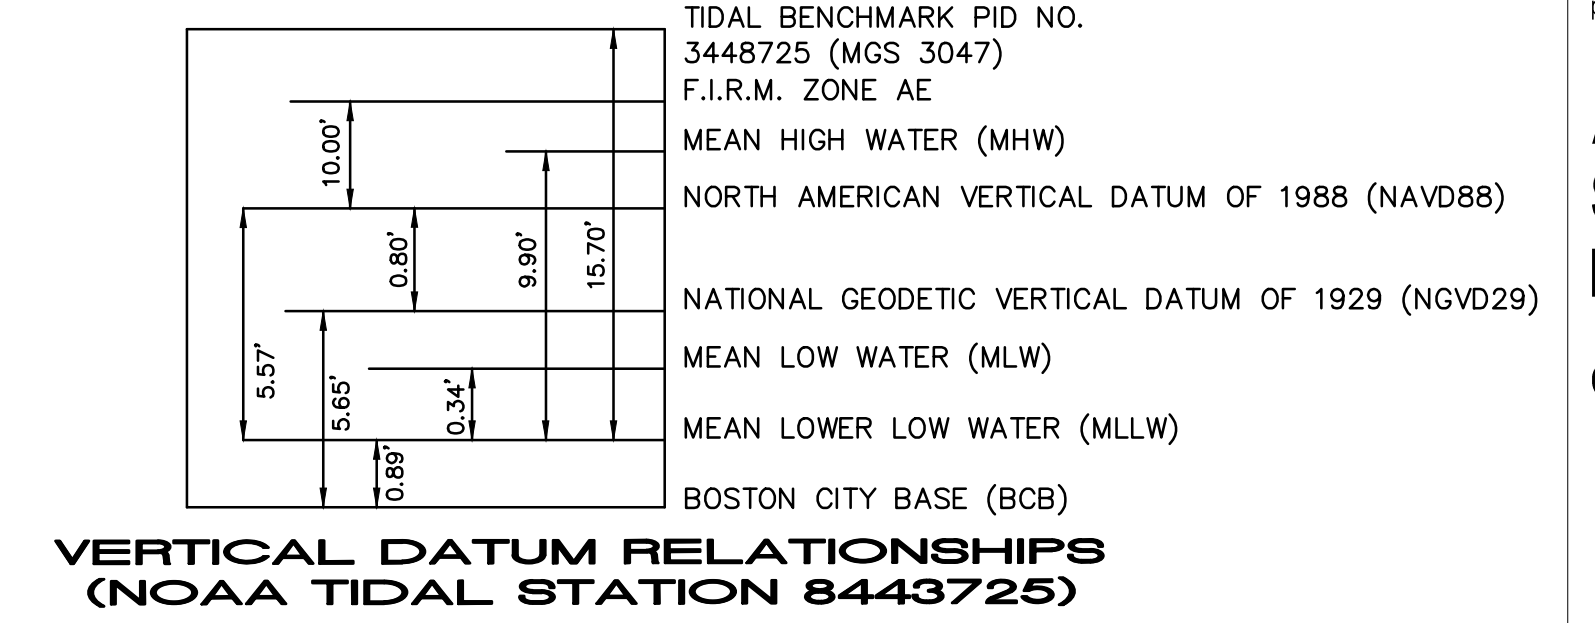 TIDAL BENCHMARK PID NO.
3448725 (MGS 3047)
F.I.R.M. ZONE AE
MEAN HIGH WATER (MHW)
NORTH AMERICAN VERTICAL DATUM OF 1988 (NAVD88)
NATIONAL GEODETIC VERTICAL DATUM OF 1929 (NGVD29)
MEAN LOW WATER (MLW)
MEAN LOWER LOW WATER (MLLW)
BOSTON CITY BASE (BCB)
10.00'
0.80'
9.90'
15.70'
5.57'
5.65'
0.34'
0.89'
VERTICAL DATUM RELATIONSHIPS
(NOAA TIDAL STATION 8443725)